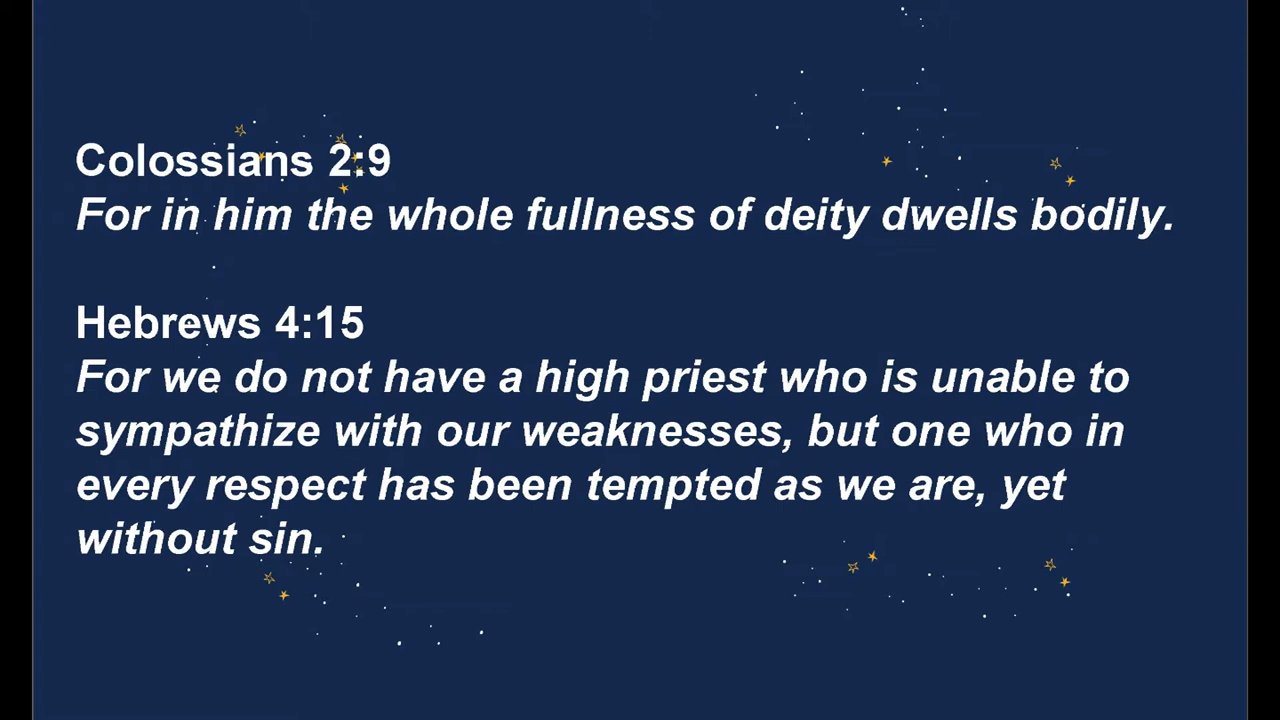 Colossians 2:9
For in him the whole fullness of deity dwells bodily.
Hebrews 4:15
For we do not have a high priest who is unable to
sympathize with our weaknesses, but one who in
every respect has been tempted as we are, yet
without sin.